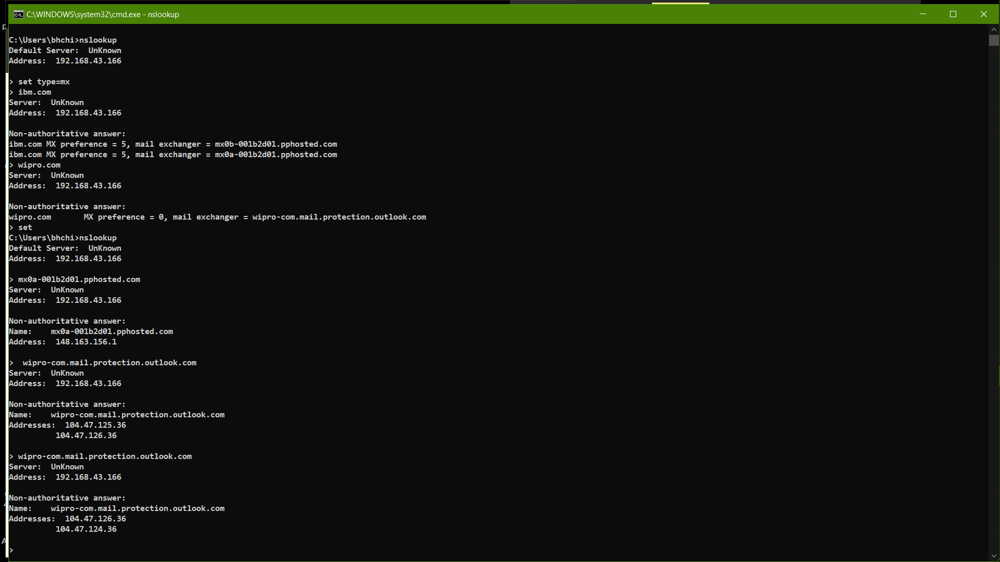 C:\WINDOWS\system32\cmd.exe - nslookup
C:\Users\bhchi>nslookup
Default Server:  UnKnown
Address:  192.168.43.166
> set type=mx
> ibm.com
Server:  UnKnown
Address:  192.168.43.166
Non-authoritative answer:
ibm.com MX preference = 5, mail exchanger = mx0b-001b2d01.pphosted.com
ibm.com MX preference = 5, mail exchanger = mx0a-001b2d01.pphosted.com
> wipro.com
Server:  UnKnown
Address:  192.168.43.166
Non-authoritative answer:
wipro.com       MX preference = 0, mail exchanger = wipro-com.mail.protection.outlook.com
> set
C:\Users\bhchi>nslookup
Default Server:  UnKnown
Address:  192.168.43.166
> mx0a-001b2d01.pphosted.com
Server:  UnKnown
Address:  192.168.43.166
Non-authoritative answer:
Name:    mx0a-001b2d01.pphosted.com
Address:  148.163.156.1
>  wipro-com.mail.protection.outlook.com
Server:  UnKnown
Address:  192.168.43.166
Non-authoritative answer:
Name:    wipro-com.mail.protection.outlook.com
Addresses:  104.47.125.36
          104.47.126.36
> wipro-com.mail.protection.outlook.com
Server:  UnKnown
Address:  192.168.43.166
Non-authoritative answer:
Name:    wipro-com.mail.protection.outlook.com
Addresses:  104.47.126.36
          104.47.124.36
>